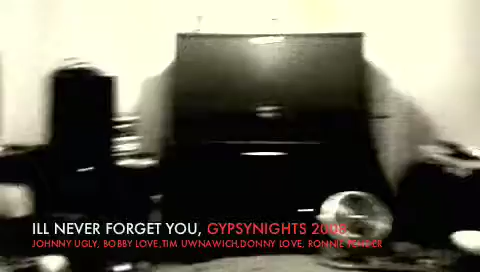 ILL NEVER FORGET YOU, GYPSYNIGHTS 2008
JOHNNY UGLY, BOBBY LOVE,TIM UWNAWICH,DONNY LOVE, RONNIE